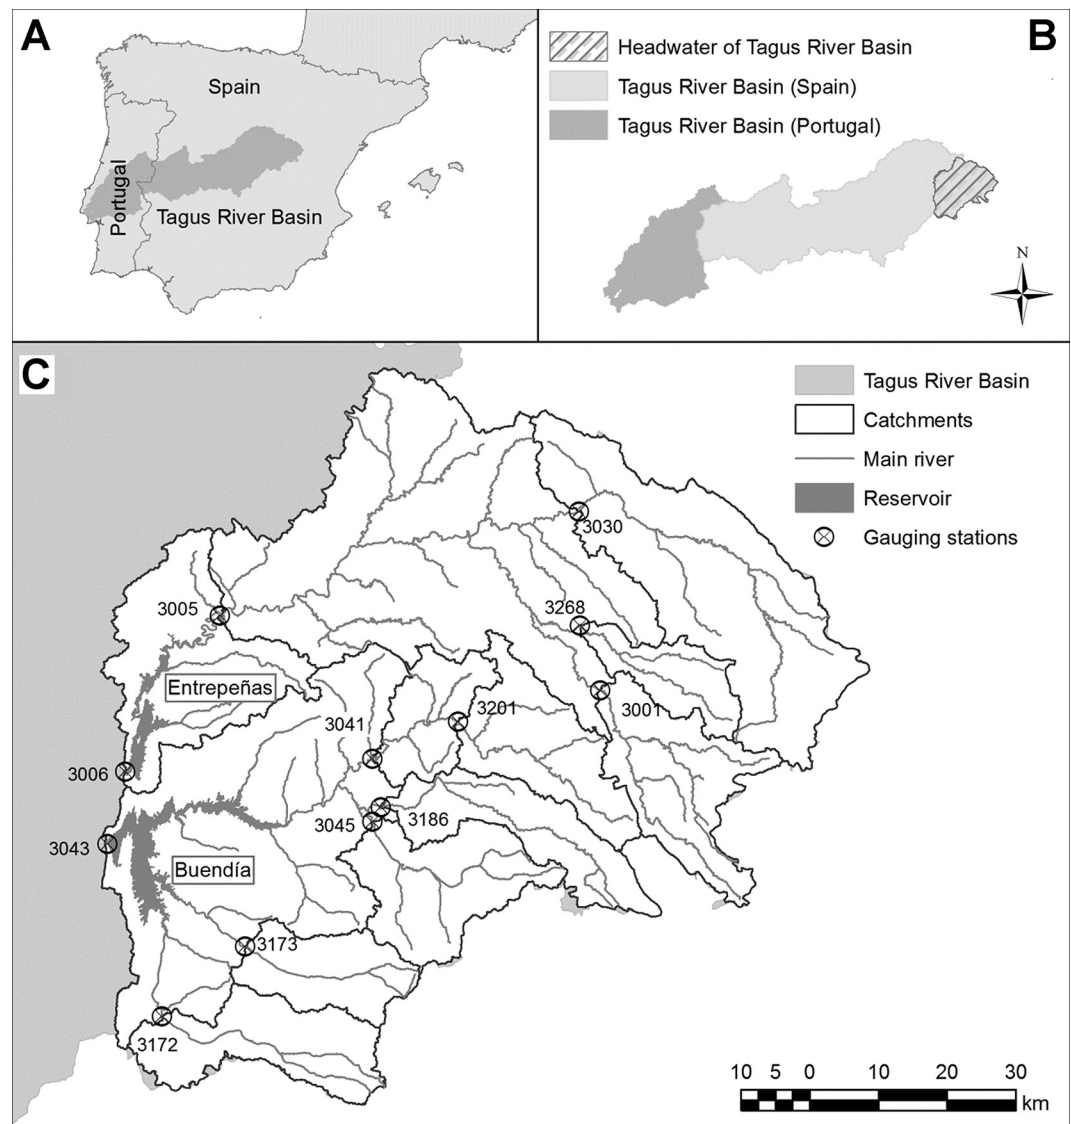 A
Spain
Portugal
Tagus River Basin
B
Headwater of Tagus River Basin
Tagus River Basin (Spain)
Tagus River Basin (Portugal)
N
C
Tagus River Basin
Catchments
Main river
Reservoir
Gauging stations
3030
3005
3268
Entrepeñas
3001
3201
3041
3006
3186
3045
3043
Buendía
3173
3172
10 5 0 10 20 30
km